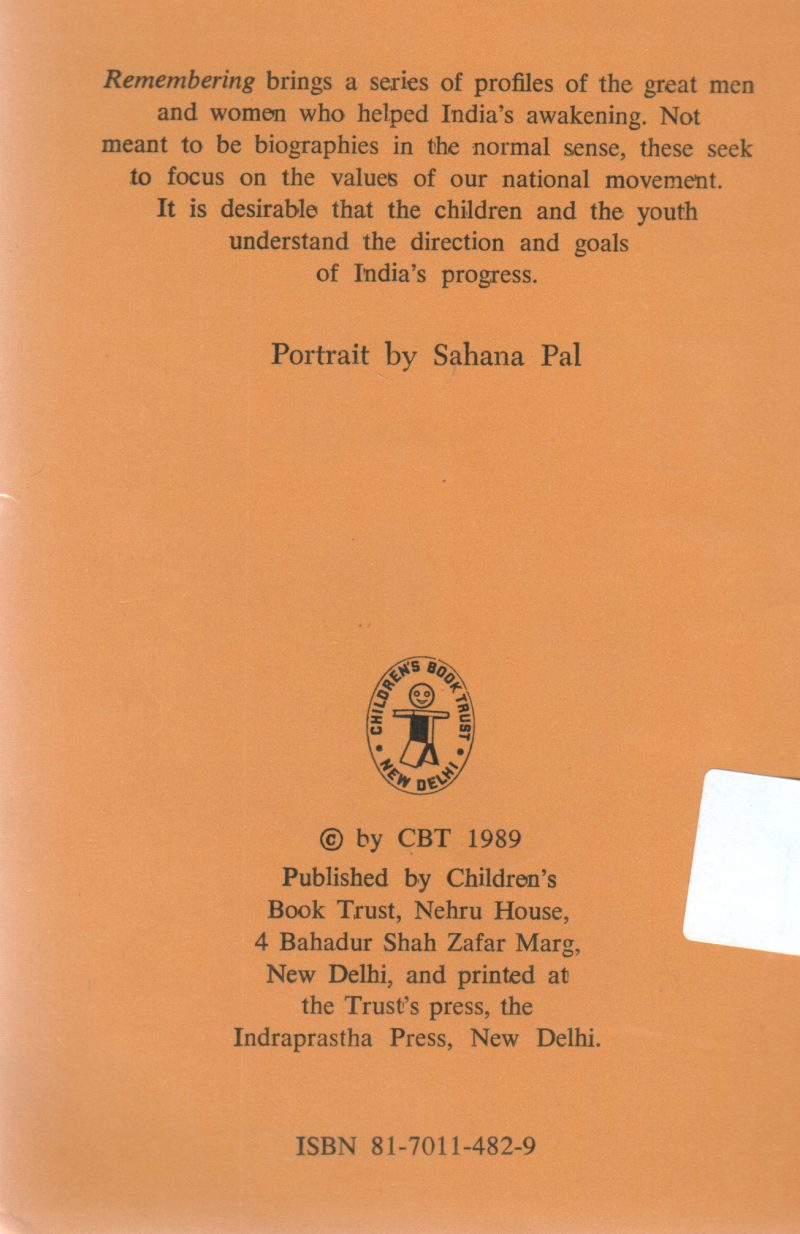 Remembering brings a series of profiles of the great men
and women who helped India's awakening. Not
meant to be biographies in the normal sense, these seek
to focus on the values of our national movement.
It is desirable that the children and the youth
understand the direction and goals
of India's progress.
Portrait by Sahana Pal
CHILDREN'S BOOK TRUST
• NEW DELHI •
© by CBT 1989
Published by Children's
Book Trust, Nehru House,
4 Bahadur Shah Zafar Marg,
New Delhi, and printed at
the Trust's press, the
Indraprastha Press, New Delhi.
ISBN 81-7011-482-9